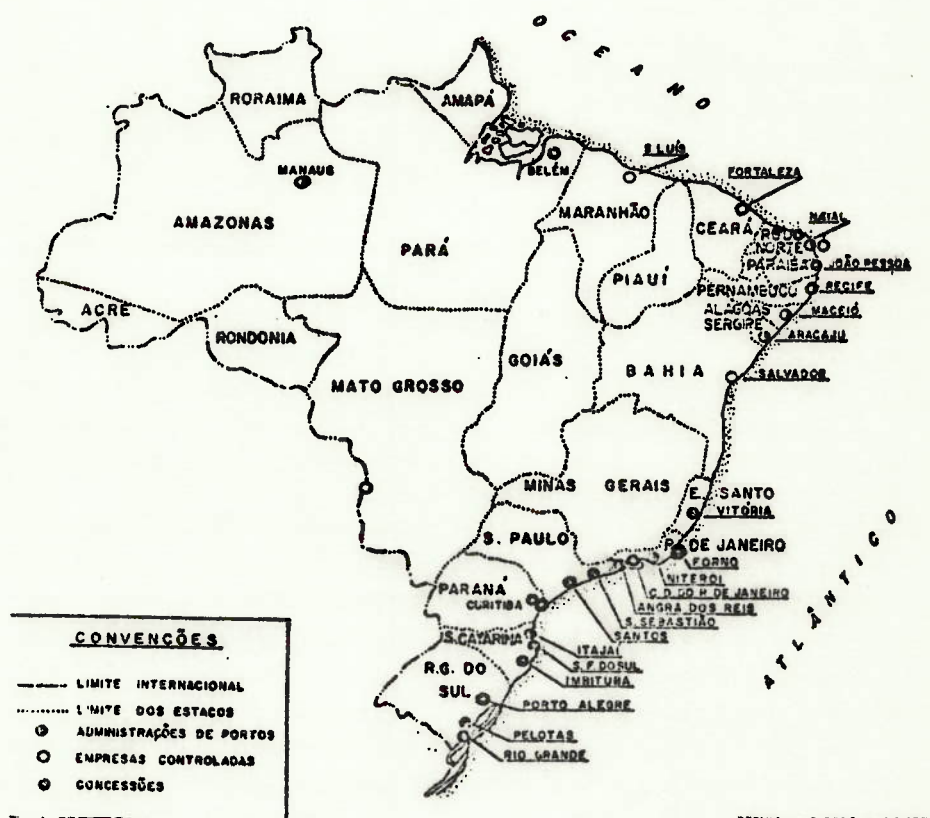 OCEANO
RORAIMA
AMAPÁ
BELÉM
S. LUÍS
FORTALEZA
MANAUS
AMAZONAS
PARÁ
MARANHÃO
CEARÁ
NATAL
NORTE
PARAIBA
JOÃO PESSOA
PIAUÍ
PERNAMBUCO
RECIFE
ACRE
RONDONIA
ALAGOAS
MACEIÓ
SERGIPE
ARACAJU
GOIÁS
MATO GROSSO
BAHIA
SALVADOR
MINAS GERAIS
E. SANTO
VITÓRIA
S. PAULO
DE JANEIRO
FORNO
NITEROI
C. D. DO R. DE JANEIRO
ANGRA DOS REIS
S. SEBASTIÃO
SANTOS
PARANÁ
CURITIBA
S. CATARINA
ITAJAÍ
S. F. DO SUL
IMBITURA
R.G. DO
SUL
PORTO ALEGRE
PELOTAS
RIO GRANDE
ATLÂNTICO
CONVENÇÕES
LIMITE INTERNACIONAL
LIMITE DOS ESTAÇOS
ADMINISTRAÇÕES DE PORTOS
EMPRESAS CONTROLADAS
CONCESSÕES